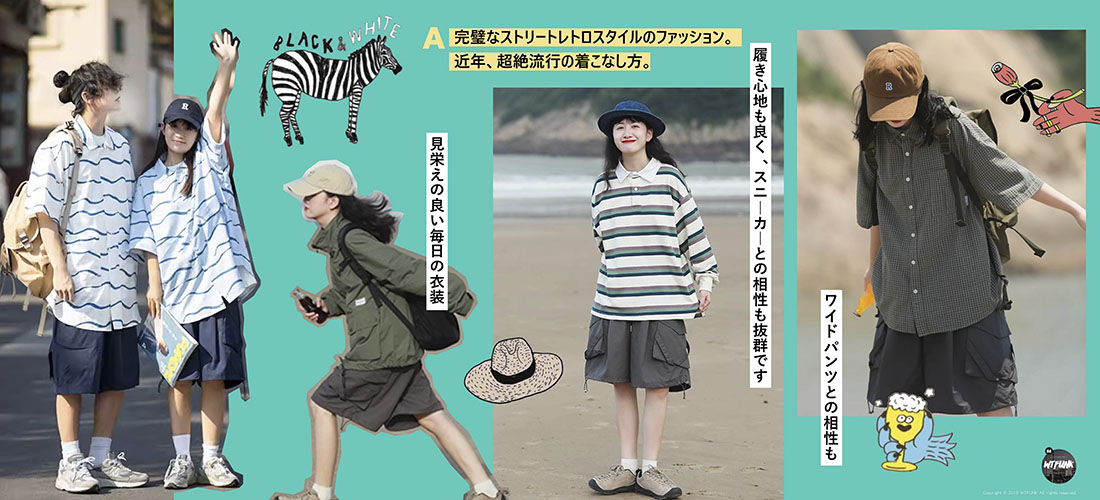 BLACK & WHITE
A
完璧なストリートレトロスタイルのファッション。
近年、超絶流行の着こなし方。
見栄えの良い毎日の衣装
履き心地も良く、スニーカーとの相性も抜群です
ワイドパンツとの相性も
R
R
WTFUNK